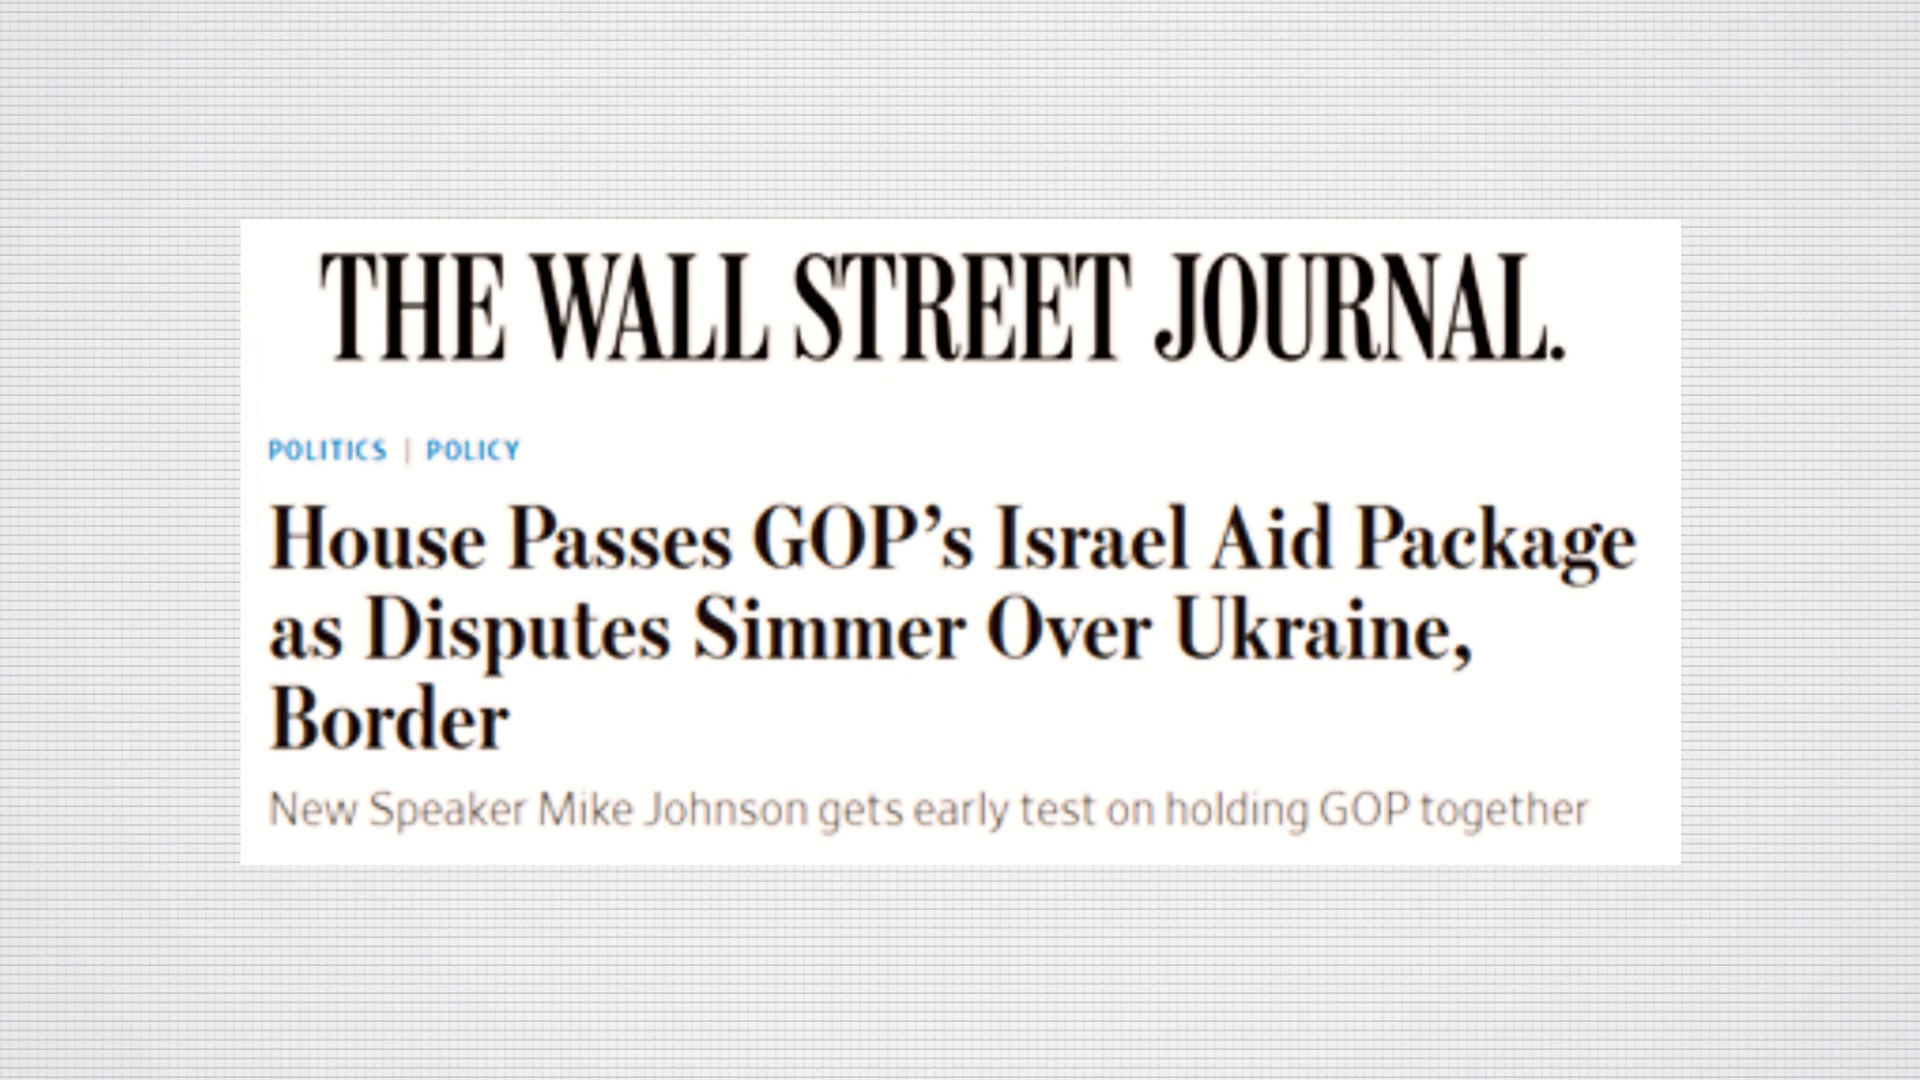 THE WALL STREET JOURNAL.
POLITICS | POLICY
House Passes GOP’s Israel Aid Package
as Disputes Simmer Over Ukraine,
Border
New Speaker Mike Johnson gets early test on holding GOP together